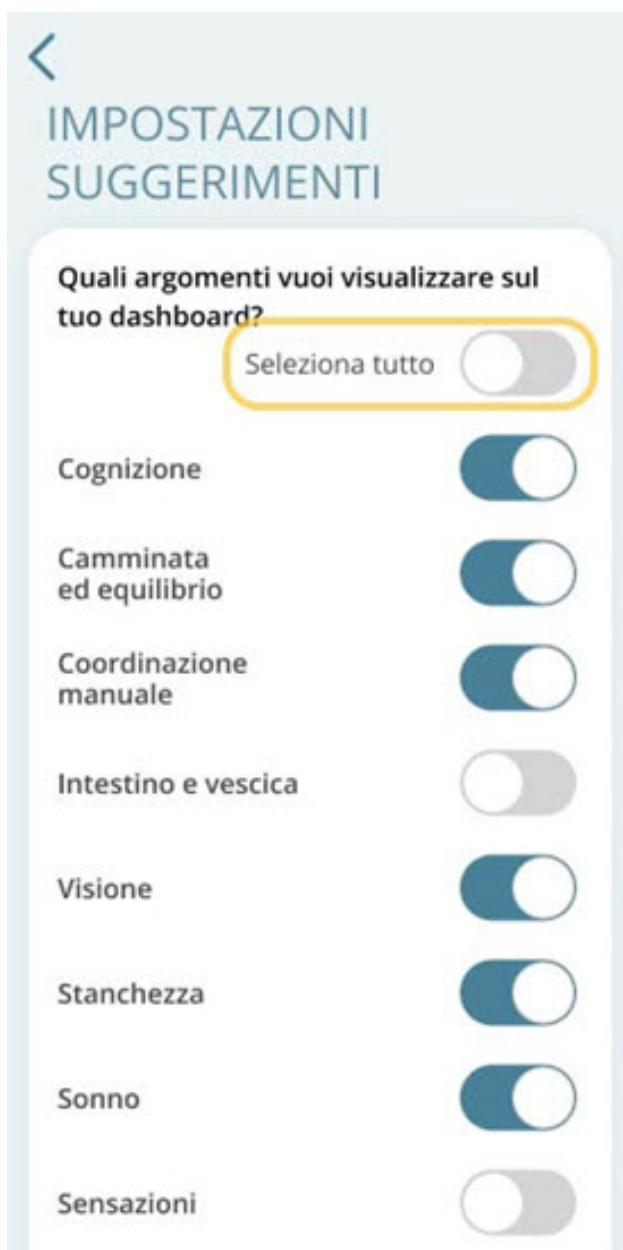 IMPOSTAZIONI
SUGGERIMENTI
Quali argomenti vuoi visualizzare sul
tuo dashboard?
Seleziona tutto
Cognizione
Camminata
ed equilibrio
Coordinazione
manuale
Intestino e vescica
Visione
Stanchezza
Sonno
Sensazioni